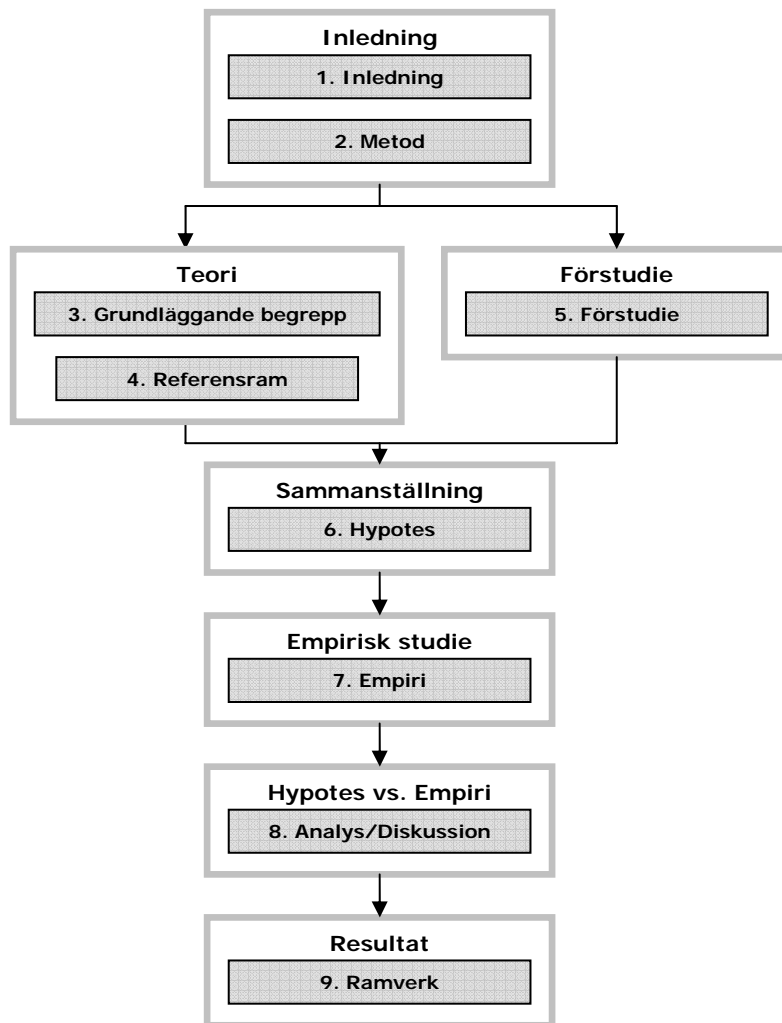 Inledning
1. Inledning
2. Metod
Teori
3. Grundläggande begrepp
4. Referensram
Förstudie
5. Förstudie
Sammanställning
6. Hypotes
Empirisk studie
7. Empiri
Hypotes vs. Empiri
8. Analys/Diskussion
Resultat
9. Ramverk